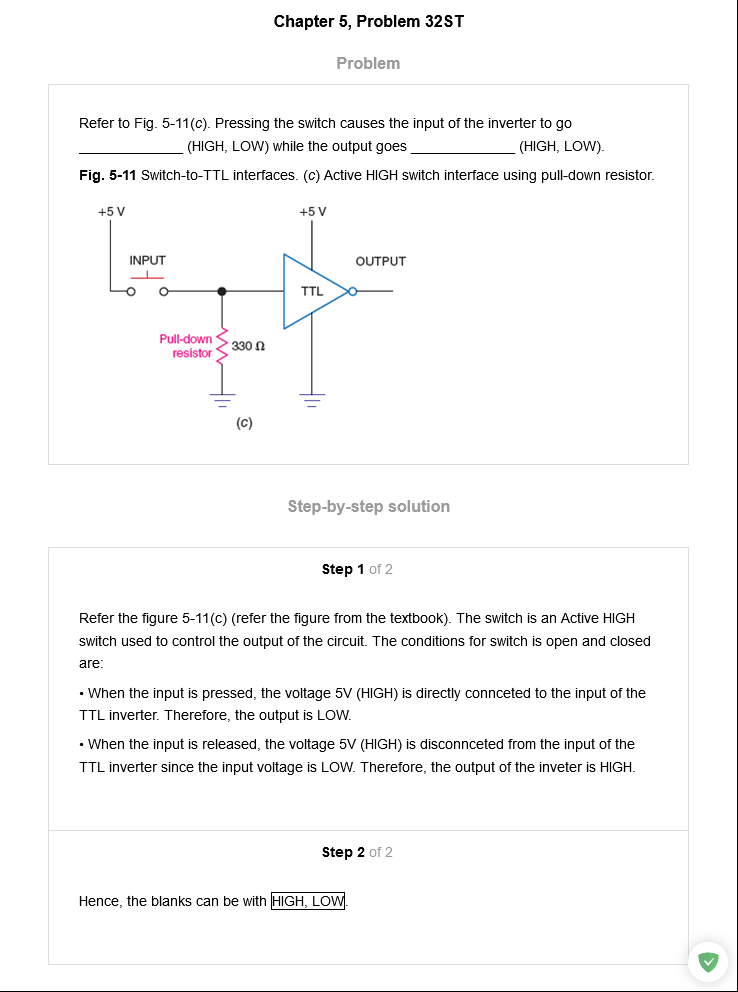 Chapter 5, Problem 32ST
Problem
Refer to Fig. 5-11(c). Pressing the switch causes the input of the inverter to go
_____________ (HIGH, LOW) while the output goes _____________ (HIGH, LOW).
Fig. 5-11 Switch-to-TTL interfaces. (c) Active HIGH switch interface using pull-down resistor.
+5 V
+5 V
INPUT
OUTPUT
TTL
Pull-down
resistor
330 Ω
(c)
Step-by-step solution
Step 1 of 2
Refer the figure 5-11(c) (refer the figure from the textbook). The switch is an Active HIGH
switch used to control the output of the circuit. The conditions for switch is open and closed
are:
• When the input is pressed, the voltage 5V (HIGH) is directly connceted to the input of the
TTL inverter. Therefore, the output is LOW.
• When the input is released, the voltage 5V (HIGH) is disconnceted from the input of the
TTL inverter since the input voltage is LOW. Therefore, the output of the inveter is HIGH.
Step 2 of 2
Hence, the blanks can be with HIGH, LOW.